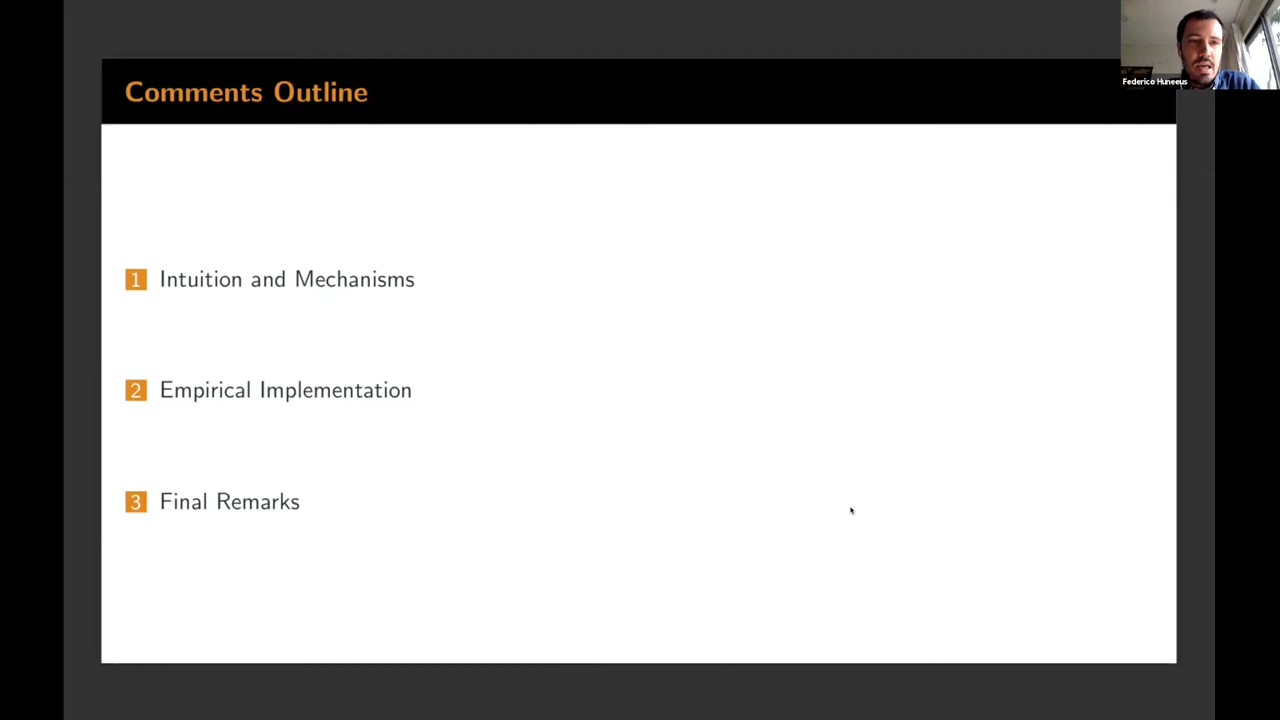 Comments Outline
Federico Huneeus
1 Intuition and Mechanisms
2 Empirical Implementation
3 Final Remarks